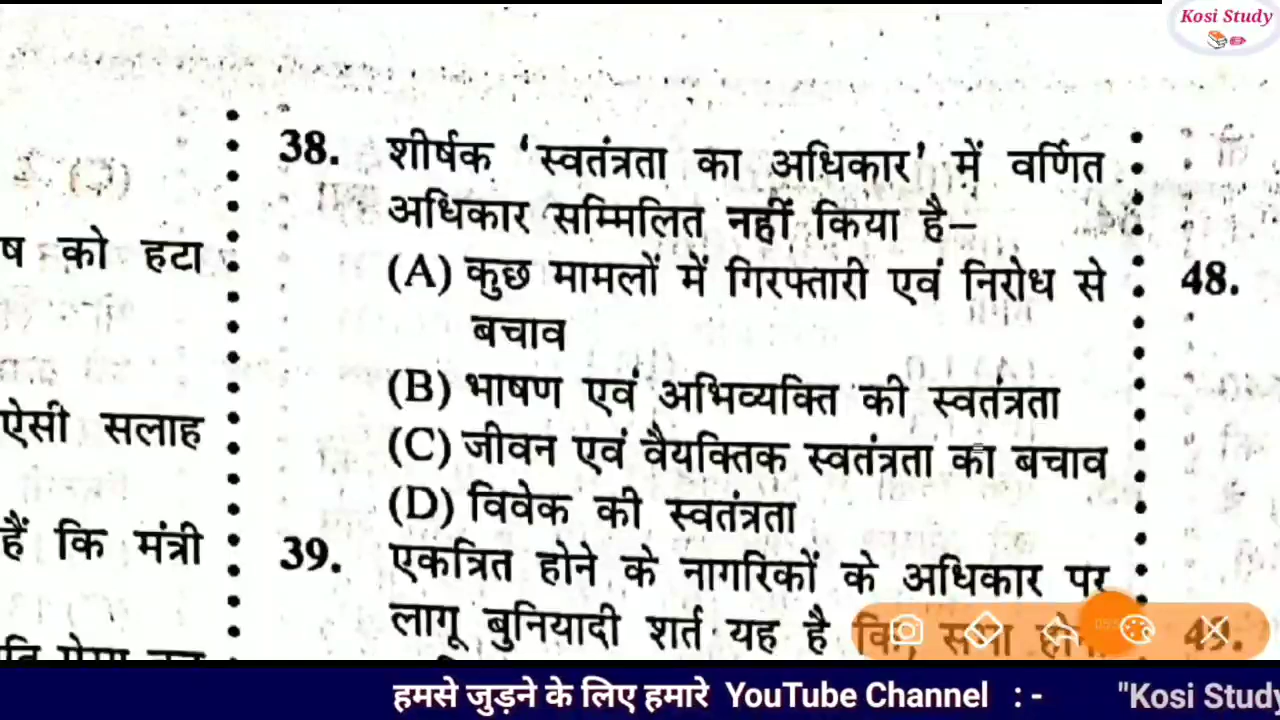 Kosi Study
38. शीर्षक 'स्वतंत्रता का अधिकार' में वर्णित
अधिकार सम्मिलित नहीं किया है–
(A) कुछ मामलों में गिरफ्तारी एवं निरोध से
बचाव
(B) भाषण एवं अभिव्यक्ति की स्वतंत्रता
(C) जीवन एवं वैयक्तिक स्वतंत्रता का बचाव
(D) विवेक की स्वतंत्रता
39. एकत्रित होने के नागरिकों के अधिकार पर
लागू बुनियादी शर्त यह है कि, सभा
ष को हटा
ऐसी सलाह
हैं कि मंत्री
48.
49.
हमसे जुड़ने के लिए हमारे YouTube Channel : - "Kosi Study